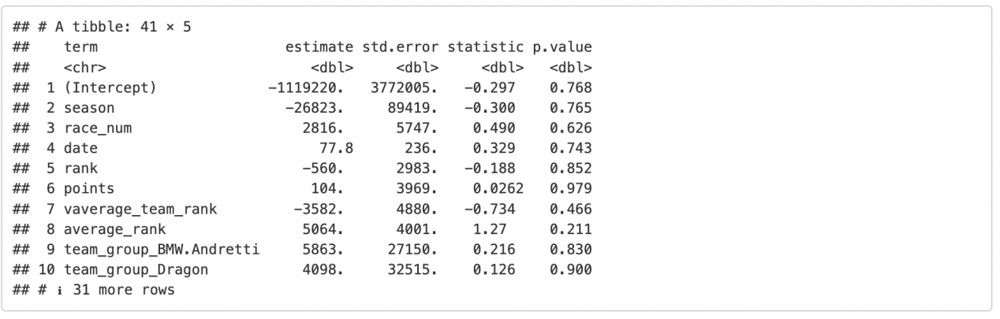 ## # A tibble: 41 × 5
##    term                    estimate std.error statistic p.value
##    <chr>                      <dbl>     <dbl>     <dbl>   <dbl>
##  1 (Intercept)            -1119220.  3772005.   -0.297    0.768
##  2 season                   -26823.    89419.   -0.300    0.765
##  3 race_num                   2816.     5747.    0.490    0.626
##  4 date                         77.8     236.    0.329    0.743
##  5 rank                       -560.     2983.   -0.188    0.852
##  6 points                      104.     3969.    0.0262   0.979
##  7 vaverage_team_rank        -3582.     4880.   -0.734    0.466
##  8 average_rank               5064.     4001.    1.27     0.211
##  9 team_group_BMW.Andretti    5863.    27150.    0.216    0.830
## 10 team_group_Dragon          4098.    32515.    0.126    0.900
## # ℹ 31 more rows